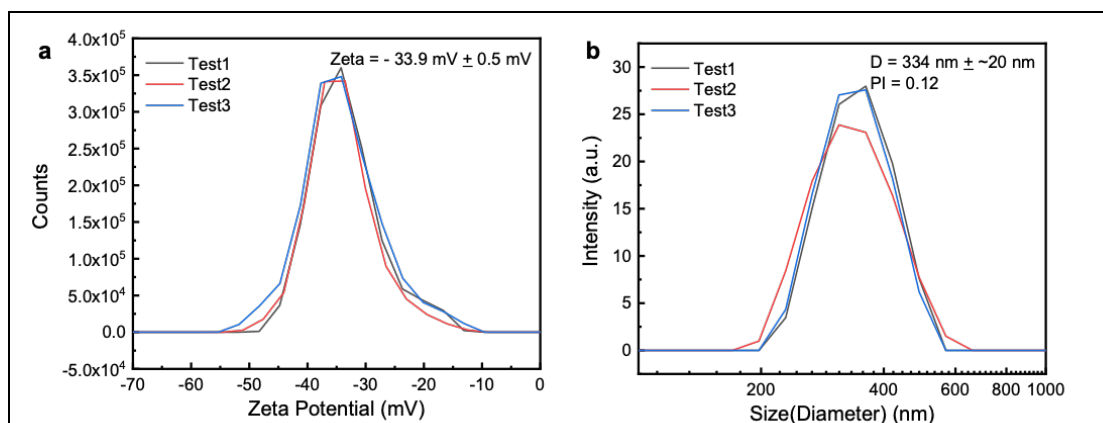 a
Zeta = - 33.9 mV ± 0.5 mV
Test1
Test2
Test3
4.0x10⁵
3.5x10⁵
3.0x10⁵
2.5x10⁵
2.0x10⁵
1.5x10⁵
1.0x10⁵
5.0x10⁴
0.0
-5.0x10⁴
Counts
-70 -60 -50 -40 -30 -20 -10 0
Zeta Potential (mV)
b
D = 334 nm ± ~20 nm
PI = 0.12
Test1
Test2
Test3
30
25
20
15
10
5
0
Intensity (a.u.)
200 400 600 800 1000
Size(Diameter) (nm)